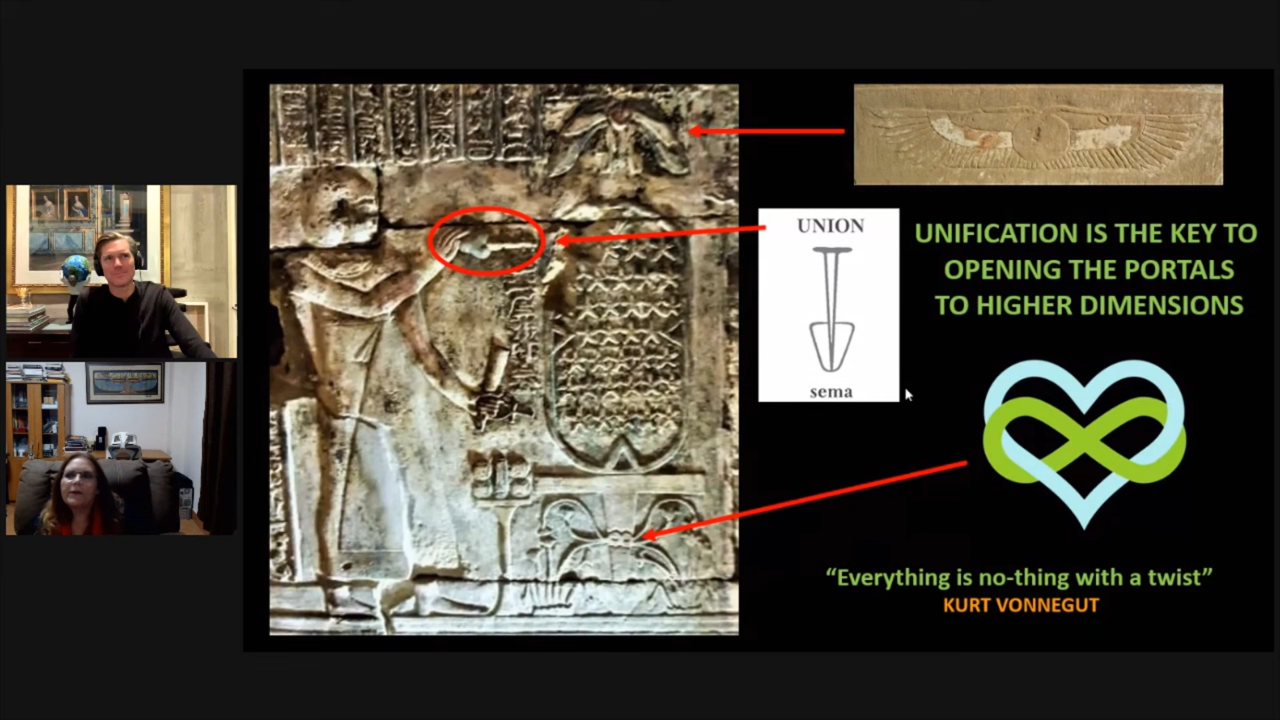 UNION
sema
UNIFICATION IS THE KEY TO
OPENING THE PORTALS
TO HIGHER DIMENSIONS
“Everything is no-thing with a twist”
KURT VONNEGUT